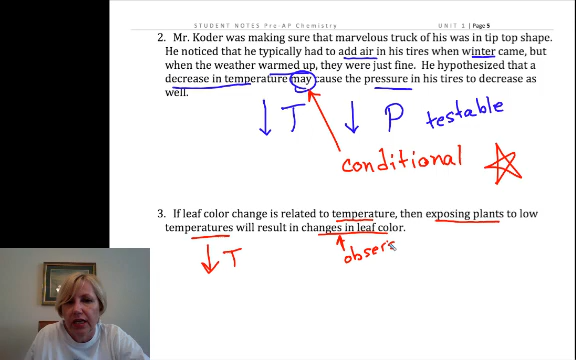 STUDENT NOTES Pre-AP Chemistry UNIT 1 | Page 5
2. Mr. Koder was making sure that marvelous truck of his was in tip top shape.
He noticed that he typically had to add air in his tires when winter came, but
when the weather warmed up, they were just fine. He hypothesized that a
decrease in temperature may cause the pressure in his tires to decrease as
well.
↓ T ↓ P testable
conditional
3. If leaf color change is related to temperature, then exposing plants to low
temperatures will result in changes in leaf color.
↓ T